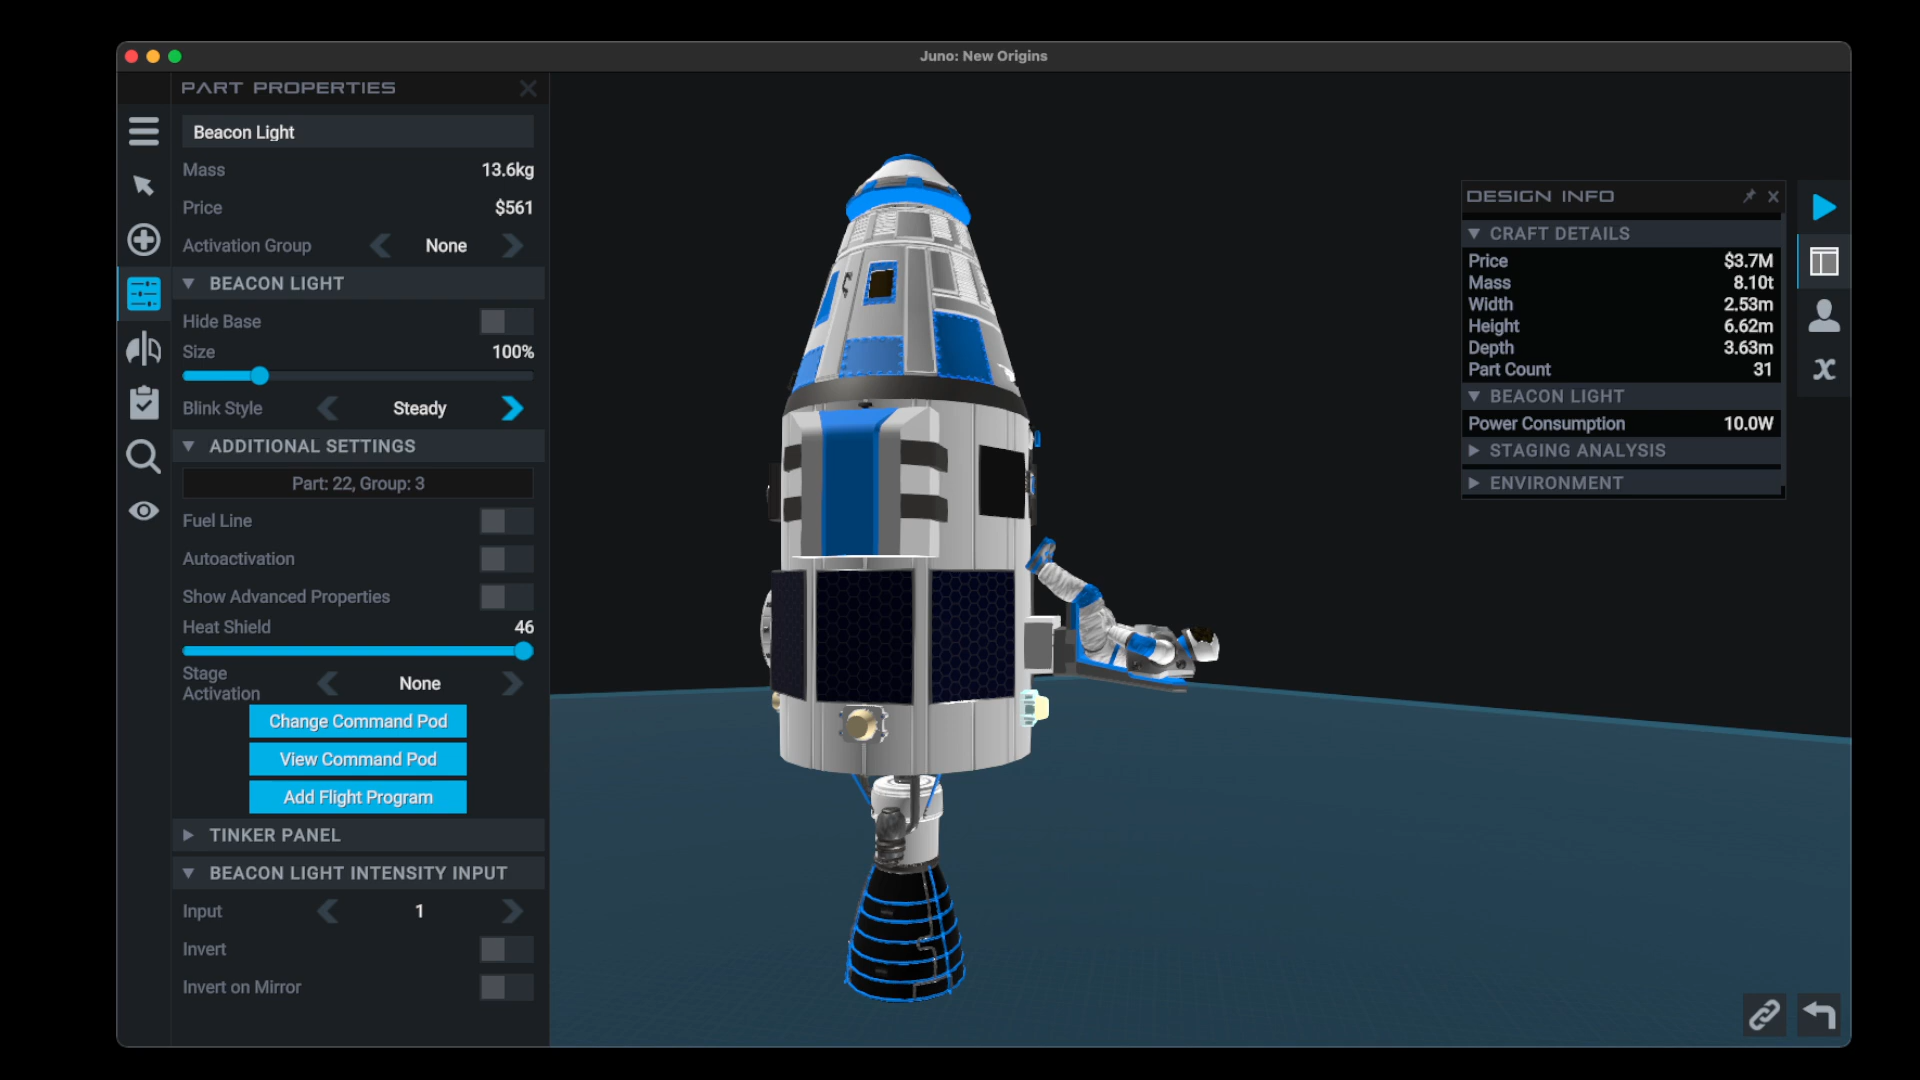 Juno: New Origins
PART PROPERTIES
Beacon Light
Mass 13.6kg
Price $561
Activation Group None
BEACON LIGHT
Hide Base
Size 100%
Blink Style Steady
ADDITIONAL SETTINGS
Part: 22, Group: 3
Fuel Line
Autoactivation
Show Advanced Properties
Heat Shield 46
Stage
Activation None
Change Command Pod
View Command Pod
Add Flight Program
TINKER PANEL
BEACON LIGHT INTENSITY INPUT
Input 1
Invert
Invert on Mirror
DESIGN INFO
CRAFT DETAILS
Price $3.7M
Mass 8.10t
Width 2.53m
Height 6.62m
Depth 3.63m
Part Count 31
BEACON LIGHT
Power Consumption 10.0W
STAGING ANALYSIS
ENVIRONMENT
x